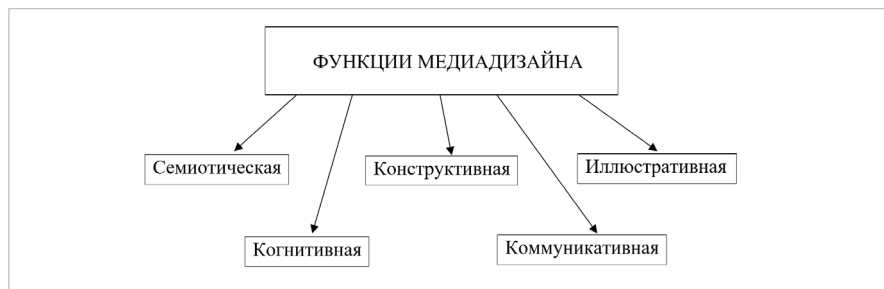 ФУНКЦИИ МЕДИАДИЗАЙНА
Семиотическая
Конструктивная
Иллюстративная
Когнитивная
Коммуникативная